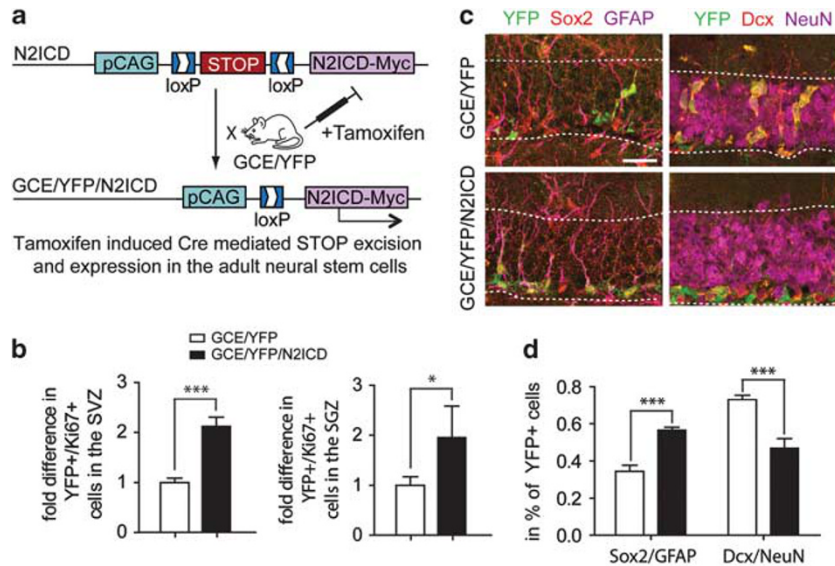 a
N2ICD
pCAG
STOP
N2ICD-Myc
loxP
loxP
X
+Tamoxifen
GCE/YFP
GCE/YFP/N2ICD
pCAG
N2ICD-Myc
loxP
Tamoxifen induced Cre mediated STOP excision
and expression in the adult neural stem cells
b
GCE/YFP
GCE/YFP/N2ICD
fold difference in
YFP+/Ki67+
cells in the SVZ
3
2
1
0
***
fold difference in
YFP+/Ki67+
cells in the SGZ
3
2
1
0
*
c
YFP Sox2 GFAP
YFP Dcx NeuN
GCE/YFP
GCE/YFP/N2ICD
d
in % of YFP+ cells
0.8
0.6
0.4
0.2
0
***
***
Sox2/GFAP
Dcx/NeuN